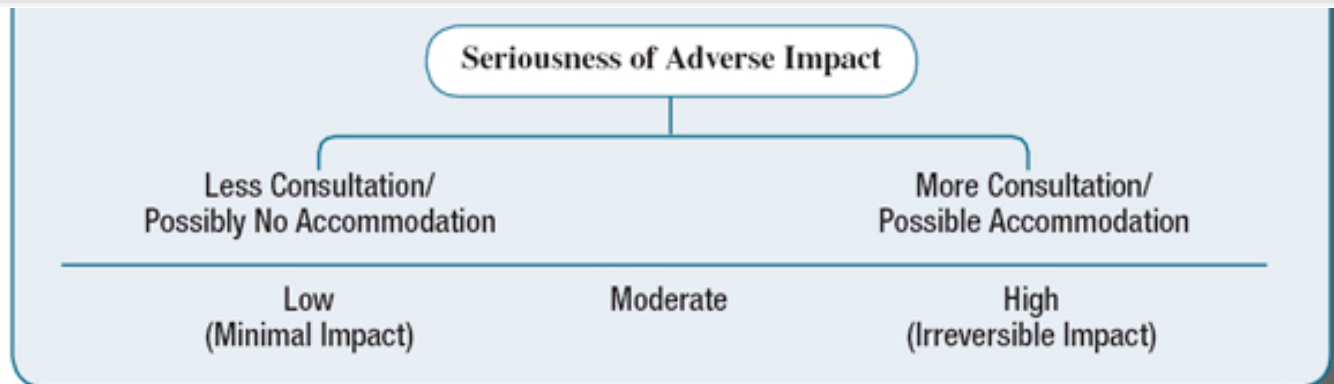 Seriousness of Adverse Impact
Less Consultation/
Possibly No Accommodation
More Consultation/
Possible Accommodation
Low
(Minimal Impact)
Moderate
High
(Irreversible Impact)